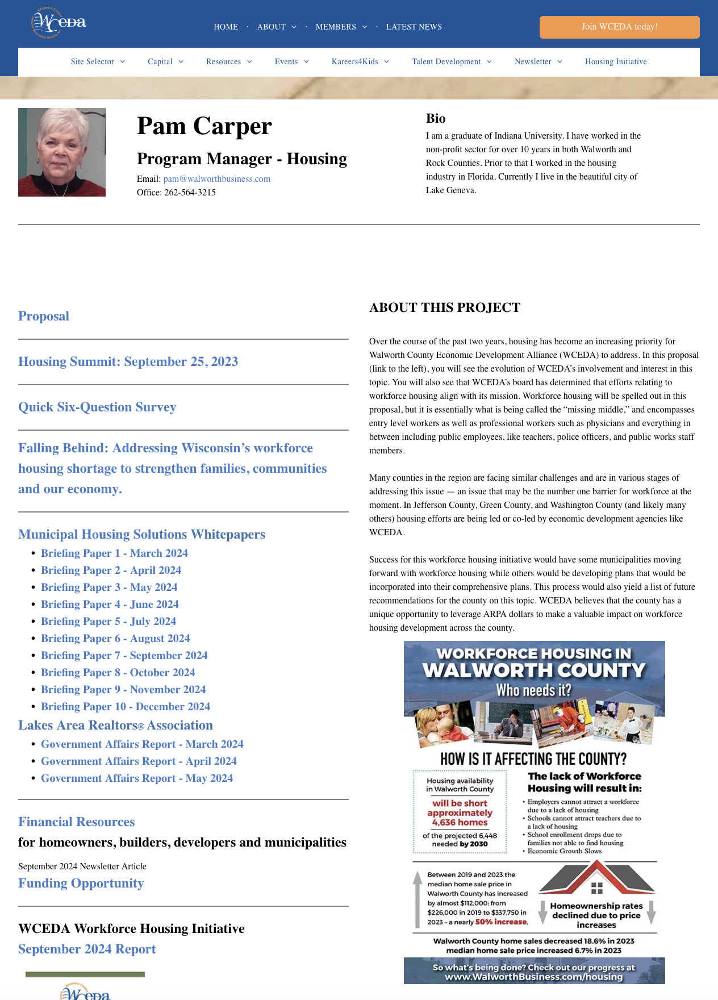 WCEDA
HOME · ABOUT · MEMBERS · LATEST NEWS
Join WCEDA today!
Site Selector Capital Resources Events Kareers4Kids Talent Development Newsletter Housing Initiative
Pam Carper
Program Manager - Housing
Email: pam@walworthbusiness.com
Office: 262-564-3215
Bio
I am a graduate of Indiana University. I have worked in the
non-profit sector for over 10 years in both Walworth and
Rock Counties. Prior to that I worked in the housing
industry in Florida. Currently I live in the beautiful city of
Lake Geneva.
Proposal
Housing Summit: September 25, 2023
Quick Six-Question Survey
Falling Behind: Addressing Wisconsin’s workforce
housing shortage to strengthen families, communities
and our economy.
Municipal Housing Solutions Whitepapers
• Briefing Paper 1 - March 2024
• Briefing Paper 2 - April 2024
• Briefing Paper 3 - May 2024
• Briefing Paper 4 - June 2024
• Briefing Paper 5 - July 2024
• Briefing Paper 6 - August 2024
• Briefing Paper 7 - September 2024
• Briefing Paper 8 - October 2024
• Briefing Paper 9 - November 2024
• Briefing Paper 10 - December 2024
Lakes Area Realtors® Association
• Government Affairs Report - March 2024
• Government Affairs Report - April 2024
• Government Affairs Report - May 2024
Financial Resources
for homeowners, builders, developers and municipalities
September 2024 Newsletter Article
Funding Opportunity
WCEDA Workforce Housing Initiative
September 2024 Report
WCEDA
ABOUT THIS PROJECT
Over the course of the past two years, housing has become an increasing priority for
Walworth County Economic Development Alliance (WCEDA) to address. In this proposal
(link to the left), you will see the evolution of WCEDA’s involvement and interest in this
topic. You will also see that WCEDA’s board has determined that efforts relating to
workforce housing align with its mission. Workforce housing will be spelled out in this
proposal, but it is essentially what is being called the “missing middle,” and encompasses
entry level workers as well as professional workers such as physicians and everything in
between including public employees, like teachers, police officers, and public works staff
members.
Many counties in the region are facing similar challenges and are in various stages of
addressing this issue — an issue that may be the number one barrier for workforce at the
moment. In Jefferson County, Green County, and Washington County (and likely many
others) housing efforts are being led or co-led by economic development agencies like
WCEDA.
Success for this workforce housing initiative would have some municipalities moving
forward with workforce housing while others would be developing plans that would be
incorporated into their comprehensive plans. This process would also yield a list of future
recommendations for the county on this topic. WCEDA believes that the county has a
unique opportunity to leverage ARPA dollars to make a valuable impact on workforce
housing development across the county.
WORKFORCE HOUSING IN
WALWORTH COUNTY
Who needs it?
HOW IS IT AFFECTING THE COUNTY?
Housing availability
in Walworth County
will be short
approximately
4,636 homes
of the projected 6,448
needed by 2030
The lack of Workforce
Housing will result in:
• Employers cannot attract a workforce
due to a lack of housing
• Schools cannot attract teachers due to
a lack of housing
• School enrollment drops due to
families not able to find housing
• Economic Growth Slows
Between 2019 and 2023 the
median home sale price in
Walworth County has increased
by almost $112,000: from
$226,000 in 2019 to $337,750 in
2023 – a nearly 50% increase.
Homeownership rates
declined due to price
increases
Walworth County home sales decreased 18.6% in 2023
median home sale price increased 6.7% in 2023
So what's being done? Check out our progress at
www.WalworthBusiness.com/housing